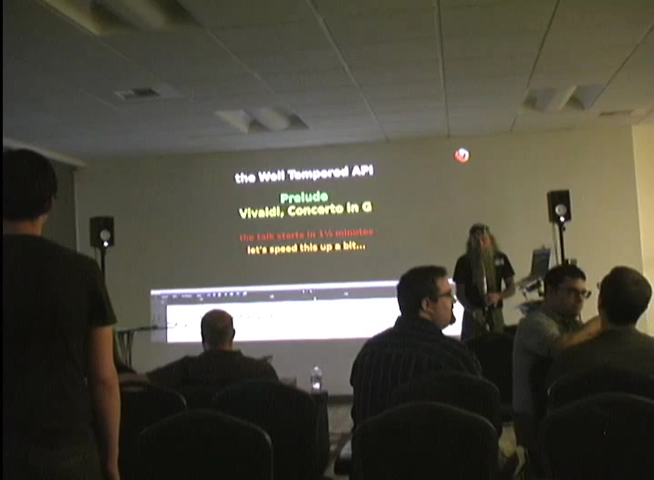 the Well Tempered API
Prelude
Vivaldi, Concerto in G
the talk starts in 1½ minutes
let's speed this up a bit...